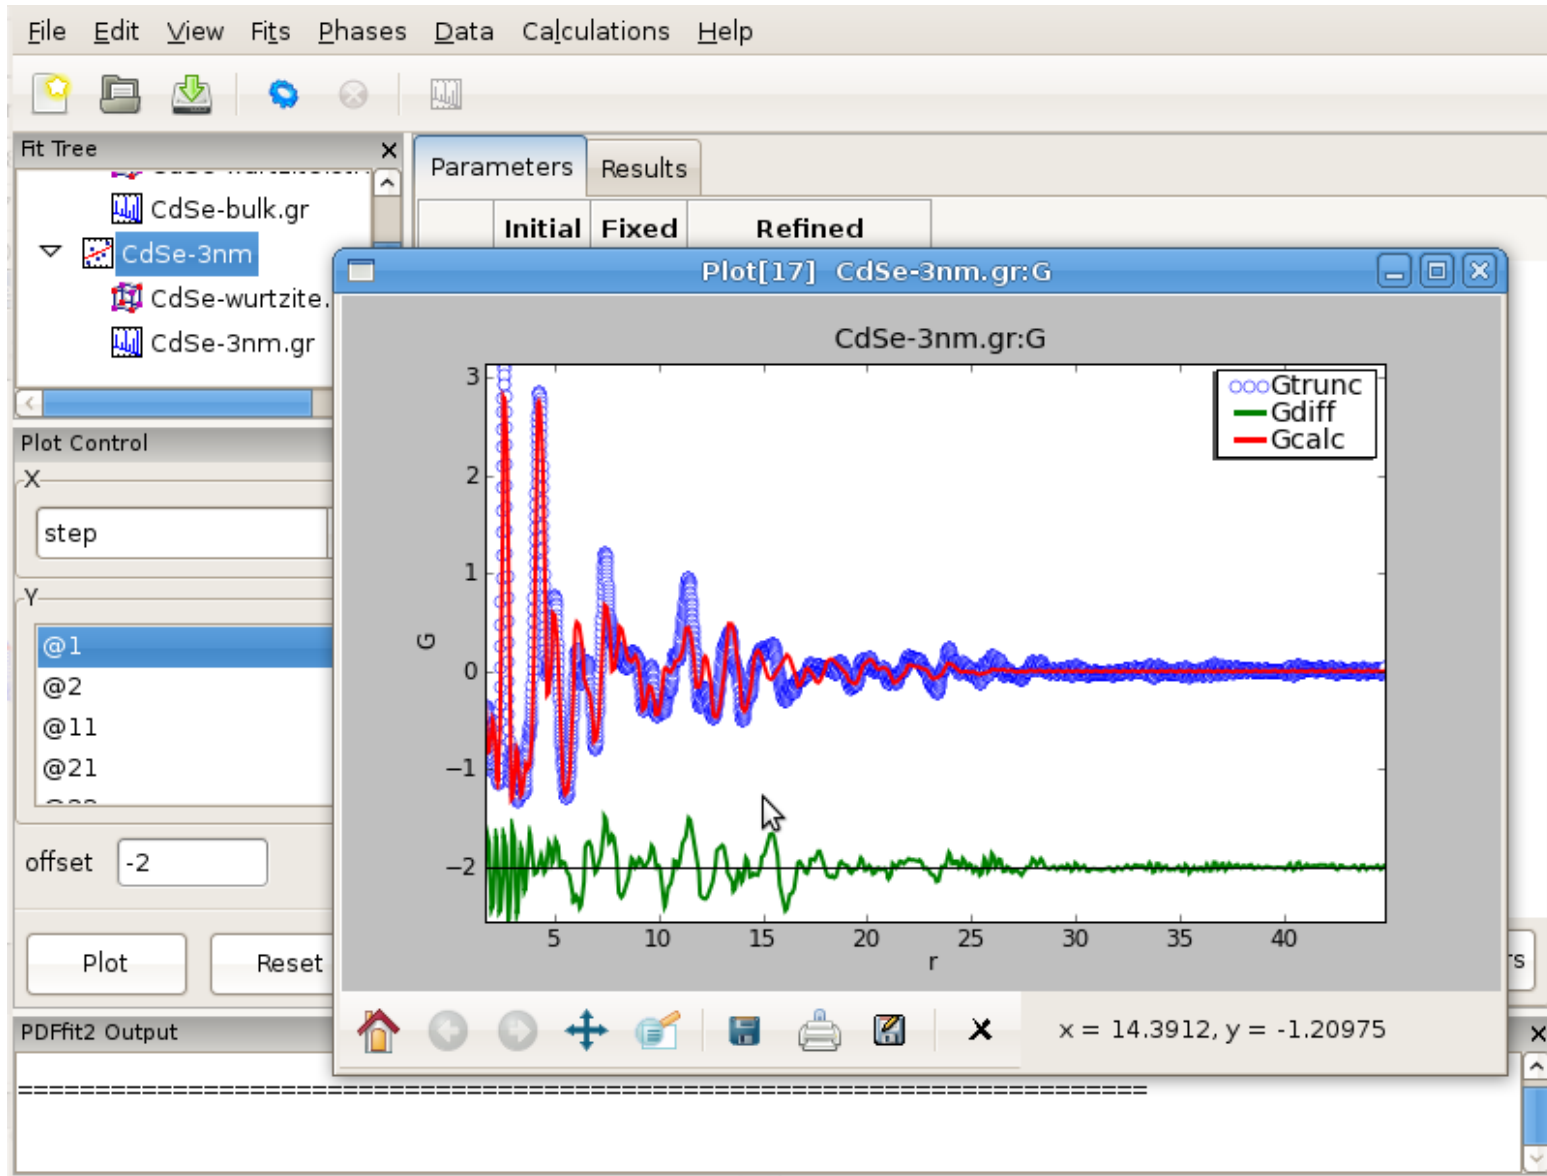 File Edit View Fits Phases Data Calculations Help
Fit Tree
CdSe-bulk.gr
CdSe-3nm
CdSe-wurtzite.
CdSe-3nm.gr
Parameters Results
Initial Fixed Refined
Plot Control
X
step
Y
@1
@2
@11
@21
offset -2
Plot Reset
PDFfit2 Output
Plot[17] CdSe-3nm.gr:G
CdSe-3nm.gr:G
Gtrunc
Gdiff
Gcalc
G
3
2
1
0
−1
−2
5 10 15 20 25 30 35 40
r
x = 14.3912, y = -1.20975
==========================================================================